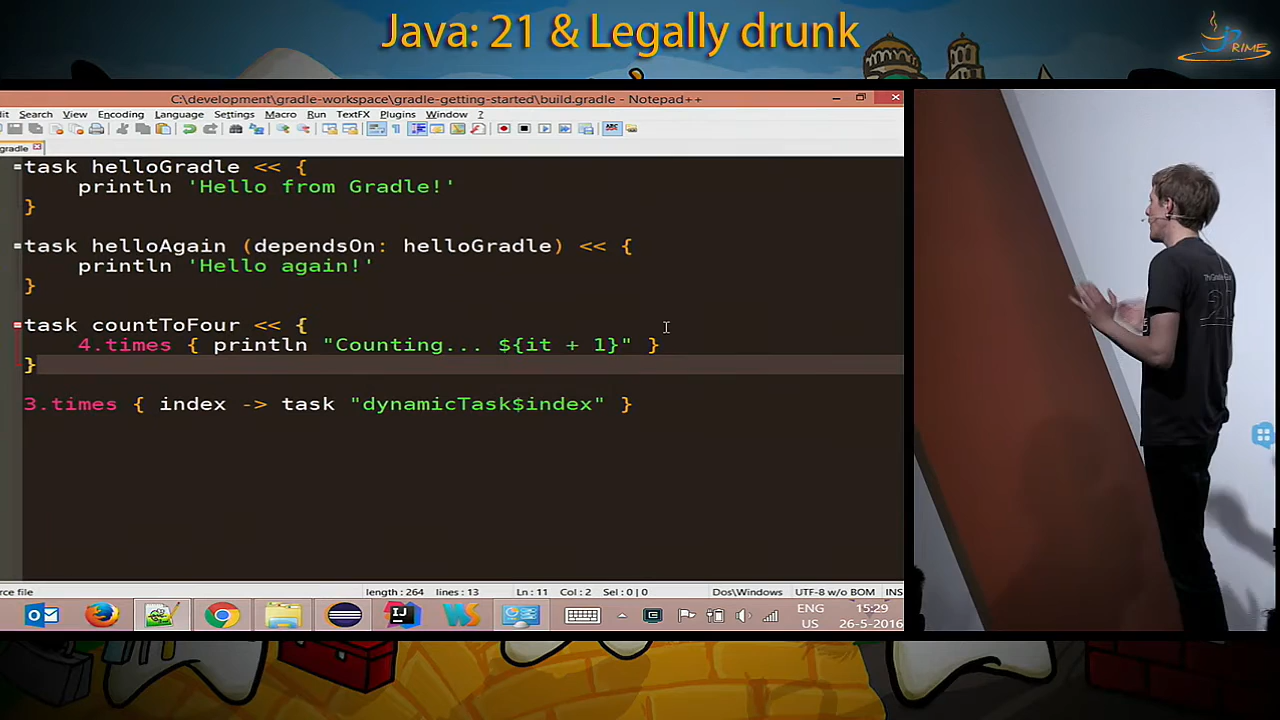 Java: 21 & Legally drunk
PRIME
C:\development\gradle-workspace\gradle-getting-started\build.gradle - Notepad++
Search View Encoding Language Settings Macro Run TextFX Plugins Window ?
gradle
task helloGradle << {
    println 'Hello from Gradle!'
}
task helloAgain (dependsOn: helloGradle) << {
    println 'Hello again!'
}
task countToFour << {
    4.times { println "Counting... ${it + 1}" }
}
3.times { index -> task "dynamicTask$index" }
length : 264 lines : 13 Ln : 11 Col : 2 Sel : 0 | 0 Dos\Windows UTF-8 w/o BOM
ENG 15:29
US 26-5-2016
21